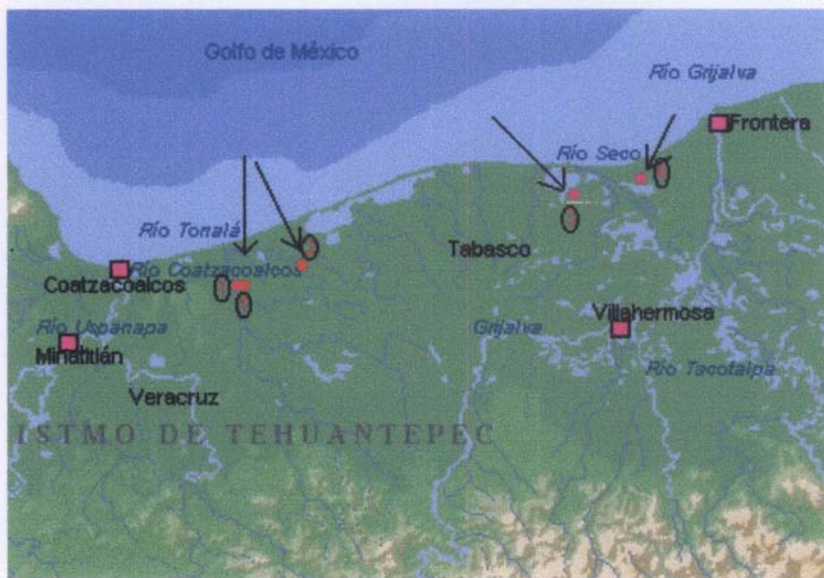 Golfo de México
Río Grijalva
Frontera
Río Seco
Río Tonalá
Tabasco
Río Coatzacoalcos
Coatzacoalcos
Villahermosa
Río Uspanapa
Grijalva
Minatitlán
Río Tacotalpa
Veracruz
ISTMO DE TEHUANTEPEC